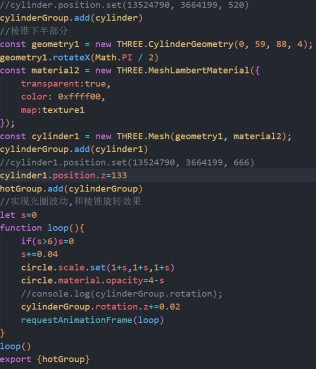 //cylinder.position.set(13524790, 3664199, 520)
cylinderGroup.add(cylinder)
//棱锥下半部分
const geometry1 = new THREE.CylinderGeometry(0, 59, 88, 4);
geometry1.rotateX(Math.PI / 2)
const material2 = new THREE.MeshLambertMaterial({
    transparent:true,
    color: 0xffff00,
    map:texture1
});
const cylinder1 = new THREE.Mesh(geometry1, material2);
cylinderGroup.add(cylinder1)
//cylinder1.position.set(13524790, 3664199, 666)
cylinder1.position.z=133
hotGroup.add(cylinderGroup)
//实现光圈波动,和棱锥旋转效果
let s=0
function loop(){
    if(s>6)s=0
    s+=0.04
    circle.scale.set(1+s,1+s,1+s)
    circle.material.opacity=4-s
    //console.log(cylinderGroup.rotation);
    cylinderGroup.rotation.z+=0.02
    requestAnimationFrame(loop)
}
loop()
export {hotGroup}